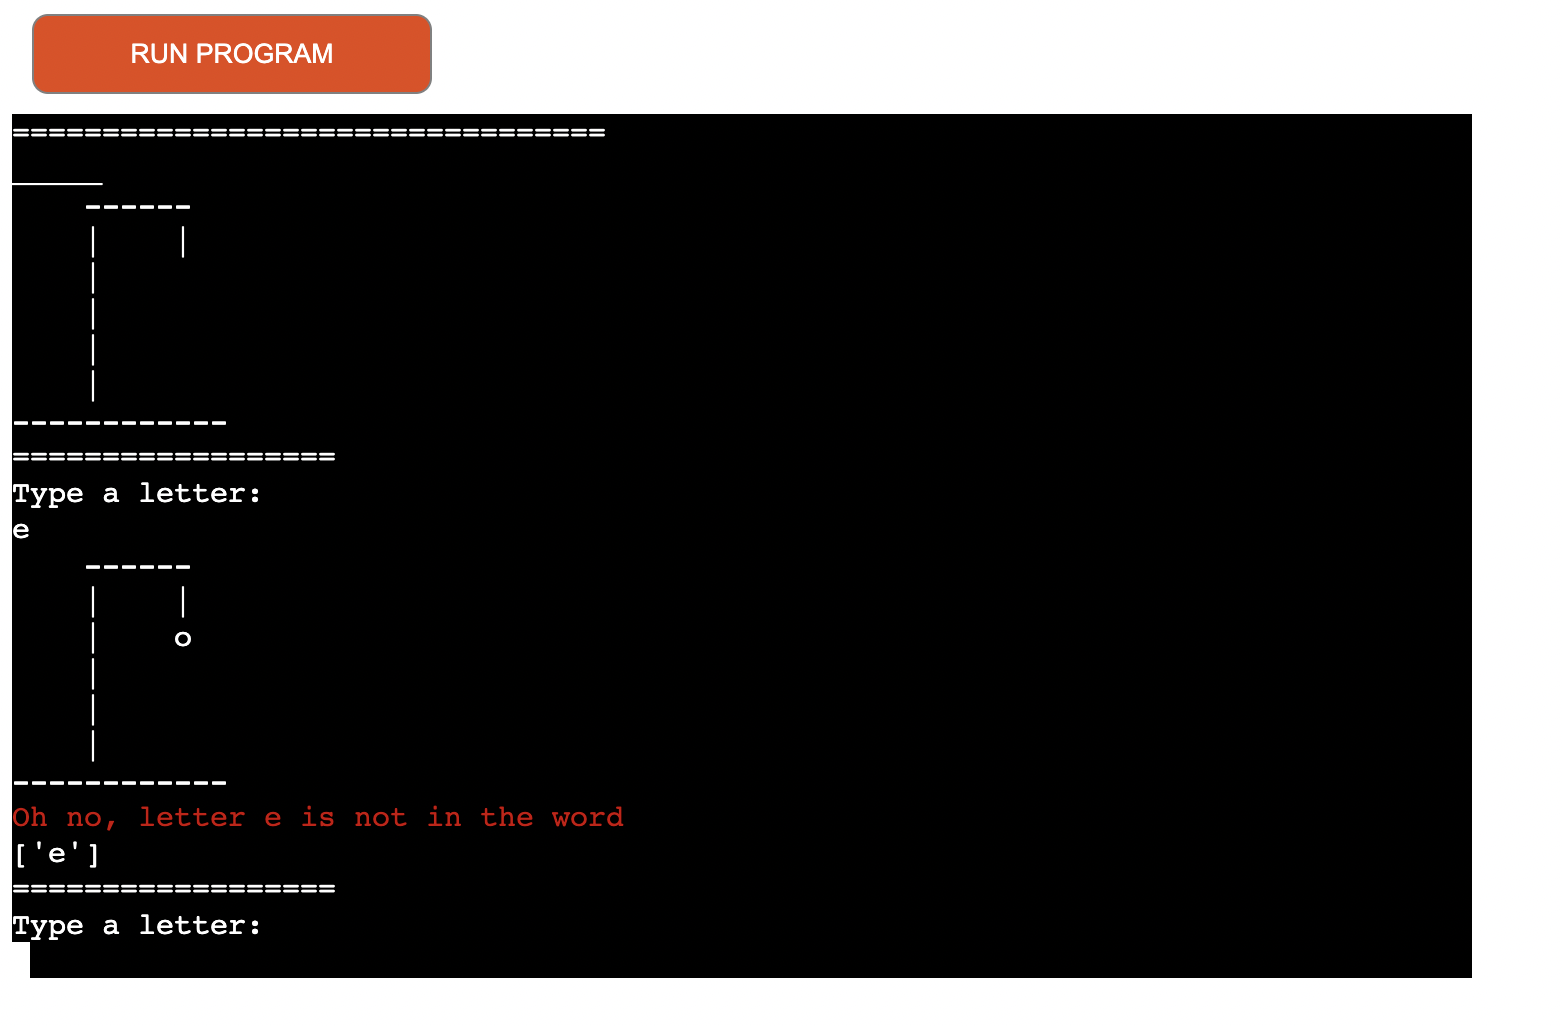 RUN PROGRAM
=================================
_____
    ------
    |    |
    |
    |
    |
    |
------------
==================
Type a letter:
e
    ------
    |    |
    |    o
    |
    |
    |
------------
Oh no, letter e is not in the word
['e']
==================
Type a letter: